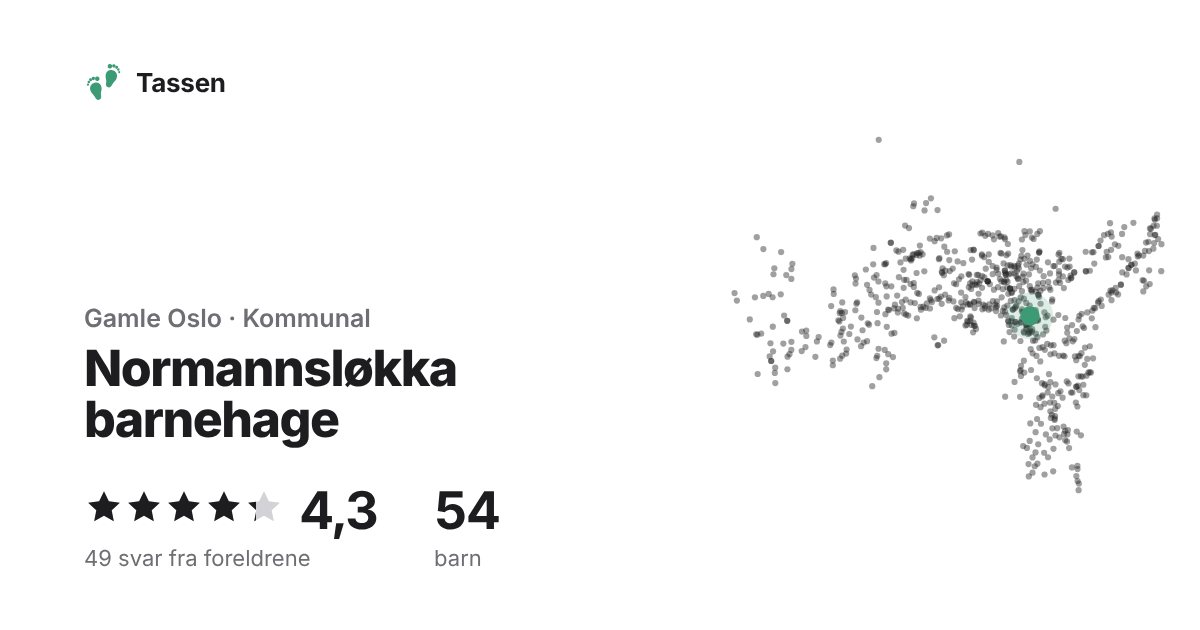 Tassen
Gamle Oslo · Kommunal
Normannsløkka
barnehage
4,3
54
49 svar fra foreldrene
barn